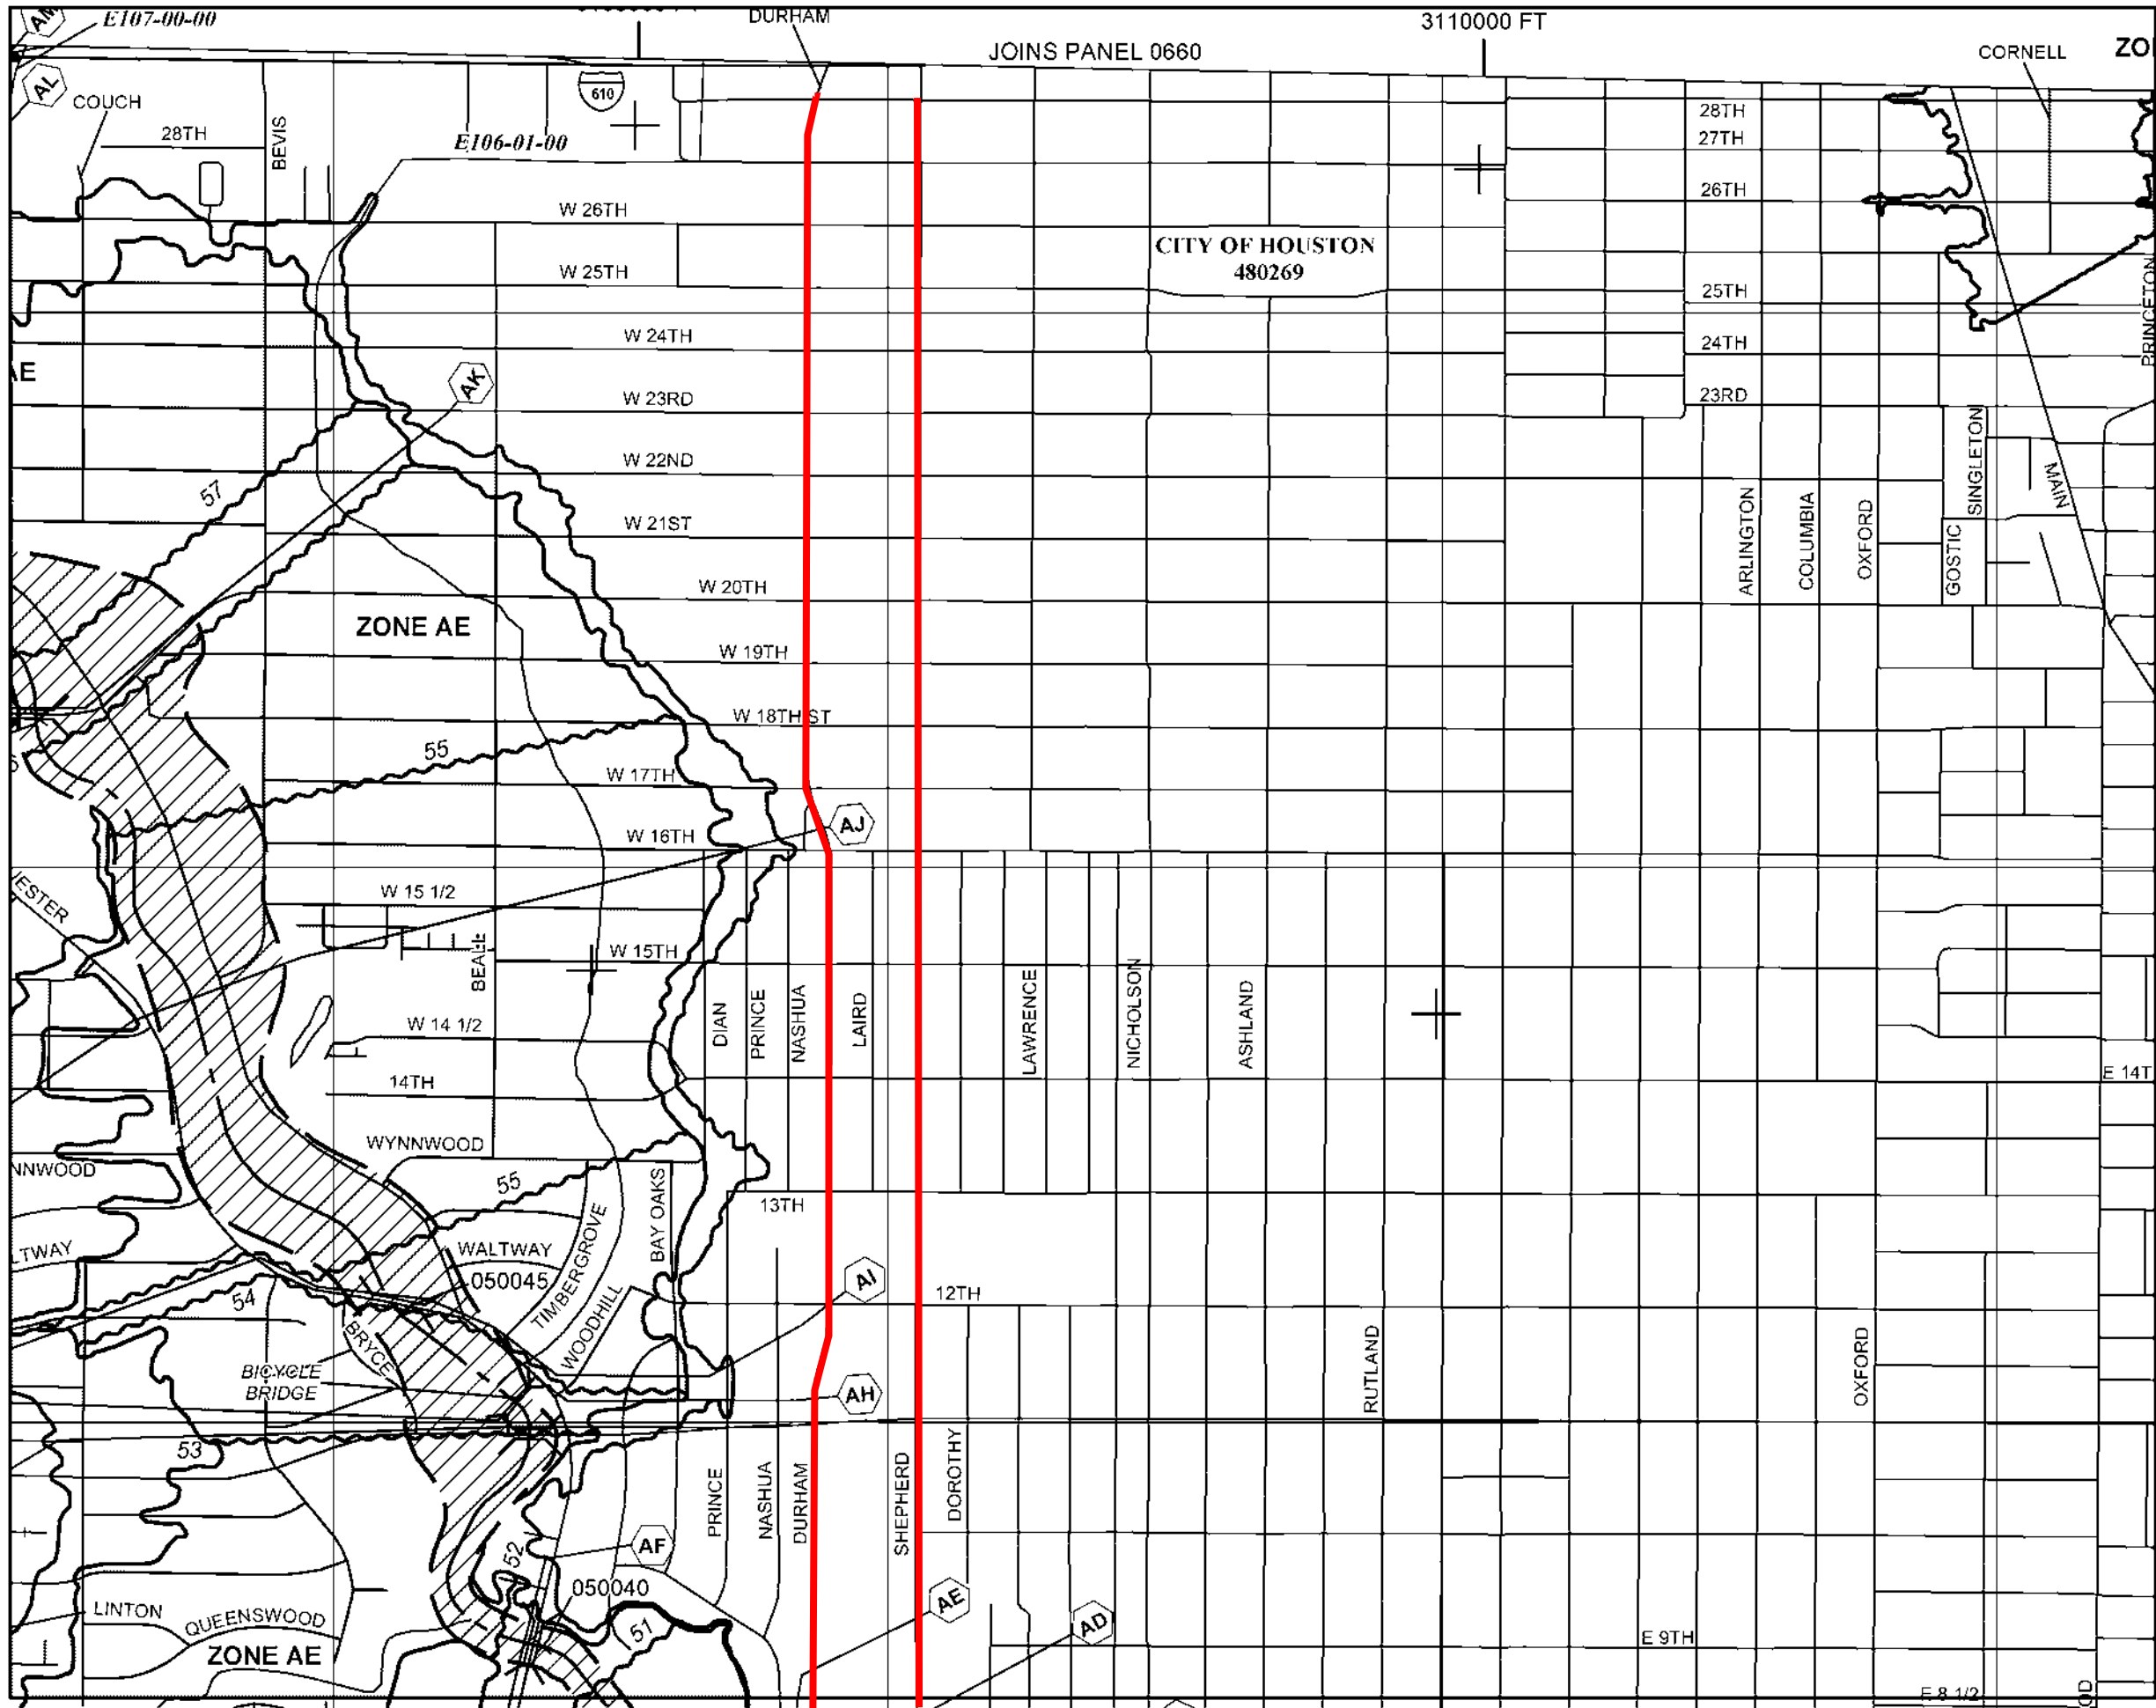 E107-00-00
DURHAM
3110000 FT
JOINS PANEL 0660
CORNELL
AM
AL
COUCH
610
28TH
BEVIS
E106-01-00
28TH
27TH
26TH
W 26TH
CITY OF HOUSTON
480269
W 25TH
25TH
PRINCETON
W 24TH
24TH
AE
AK
W 23RD
23RD
SINGLETON
W 22ND
57
MAIN
W 21ST
ARLINGTON
COLUMBIA
OXFORD
GOSTIC
W 20TH
ZONE AE
W 19TH
W 18TH ST
55
W 17TH
AJ
W 16TH
W 15 1/2
BEALL
W 15TH
DIAN
PRINCE
NASHUA
LAIRD
LAWRENCE
NICHOLSON
ASHLAND
W 14 1/2
14TH
E 14T
WYNNWOOD
NNWOOD
55
BAY OAKS
13TH
TIMBERGROVE
LTWAY
WALTWAY
050045
AI
54
WOODHILL
12TH
BRYCE
RUTLAND
OXFORD
BICYCLE
BRIDGE
AH
53
PRINCE
NASHUA
DURHAM
SHEPHERD
DOROTHY
AF
52
050040
AE
AD
LINTON
QUEENSWOOD
51
ZONE AE
E 9TH
E 8 1/2